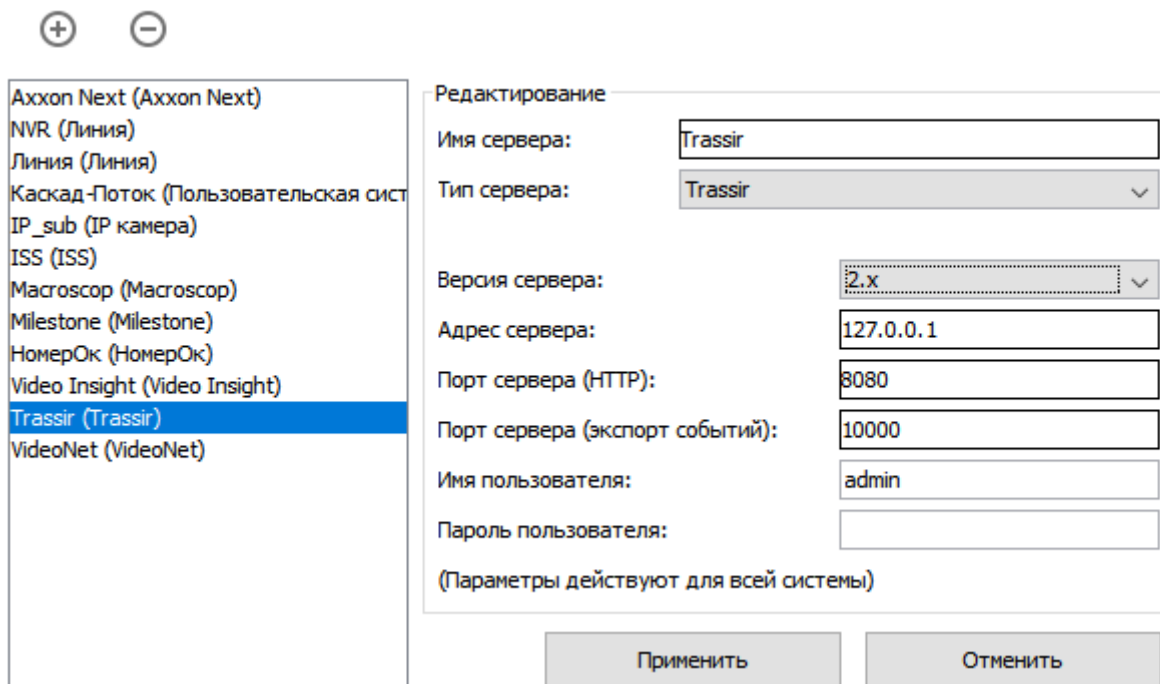 Axxon Next (Axxon Next)
NVR (Линия)
Линия (Линия)
Каскад-Поток (Пользовательская сист
IP_sub (IP камера)
ISS (ISS)
Macroscop (Macroscop)
Milestone (Milestone)
НомерОк (НомерОк)
Video Insight (Video Insight)
Trassir (Trassir)
VideoNet (VideoNet)
Редактирование
Имя сервера: Trassir
Тип сервера: Trassir
Версия сервера: 2.x
Адрес сервера: 127.0.0.1
Порт сервера (HTTP): 8080
Порт сервера (экспорт событий): 10000
Имя пользователя: admin
Пароль пользователя:
(Параметры действуют для всей системы)
Применить Отменить